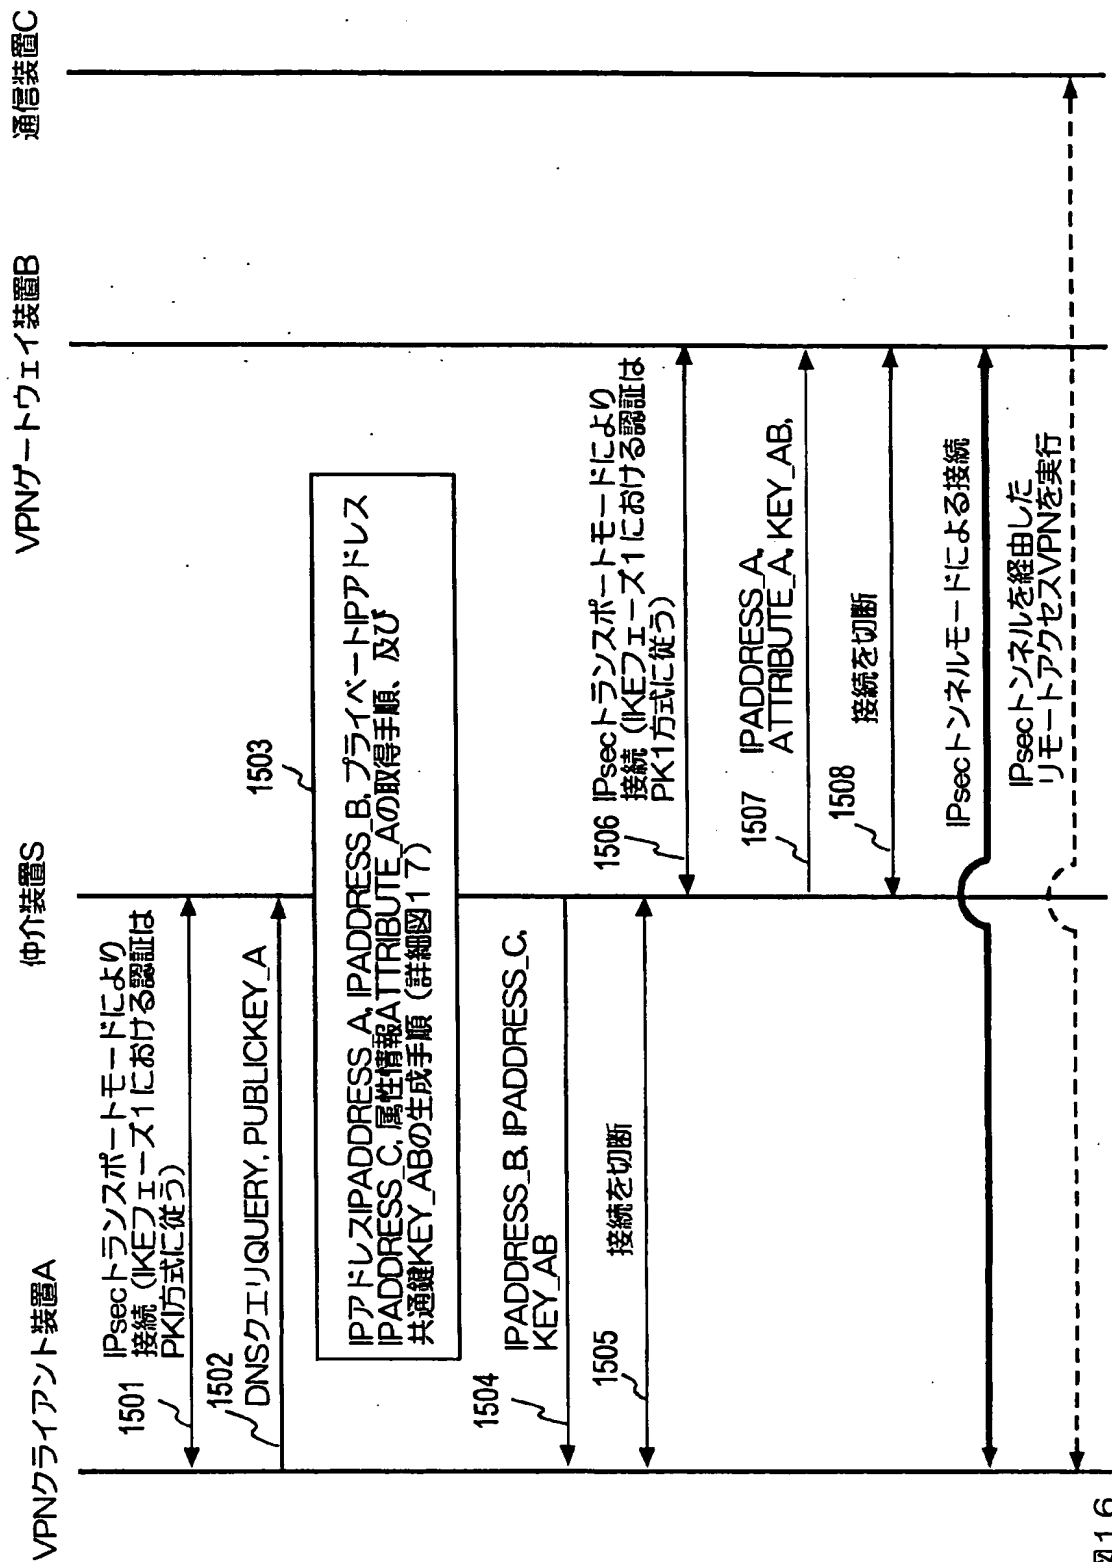 VPNクライアント装置A
仲介装置S
VPNゲートウェイ装置B
通信装置C
1501
IPsecトランスポートモードにより
接続（IKEフェーズ1における認証は
PKI方式に従う）
1502
DNSクエリQUERY, PUBLICKEY_A
1503
IPアドレスIPADDRESS_A, IPADDRESS_B, プライベートIPアドレス
IPADDRESS_C, 属性情報ATTRIBUTE_Aの取得手順、及び
共通鍵KEY_ABの生成手順（詳細図17）
1504
IPADDRESS_B, IPADDRESS_C,
KEY_AB
1505
接続を切断
1506
IPsecトランスポートモードにより
接続（IKEフェーズ1における認証は
PK1方式に従う）
1507
IPADDRESS_A,
ATTRIBUTE_A, KEY_AB,
1508
接続を切断
IPsecトンネルモードによる接続
IPsecトンネルを経由した
リモートアクセスVPNを実行
図16